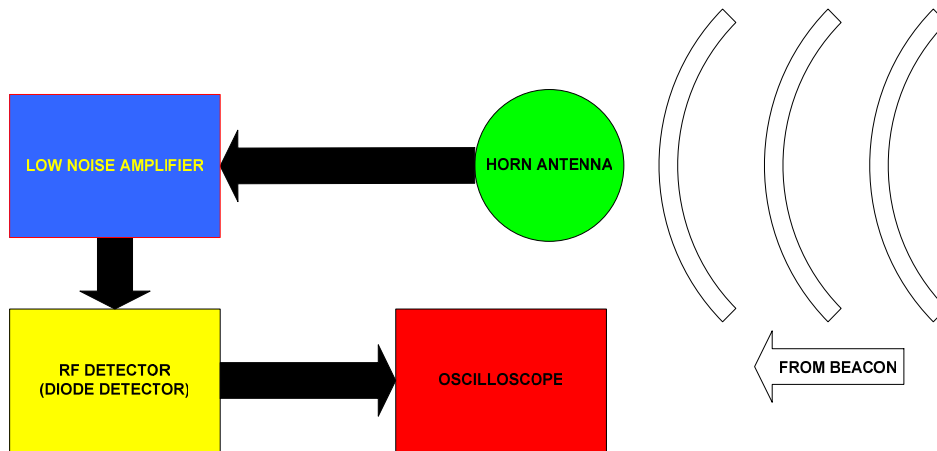 LOW NOISE AMPLIFIER
HORN ANTENNA
RF DETECTOR
(DIODE DETECTOR)
OSCILLOSCOPE
FROM BEACON